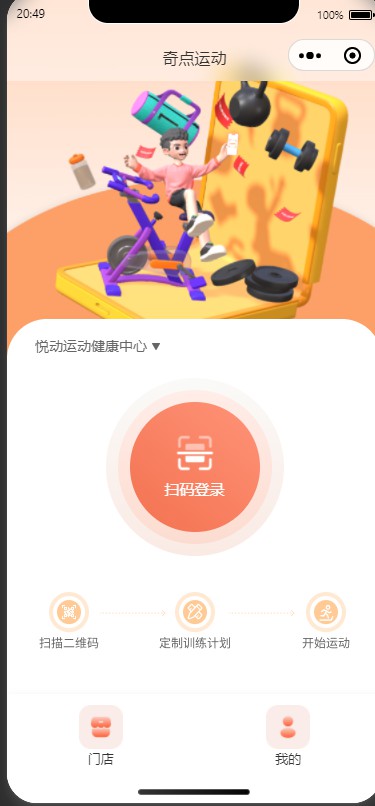 20:49
100%
奇点运动
悦动运动健康中心 ▼
扫码登录
扫描二维码
定制训练计划
开始运动
门店
我的